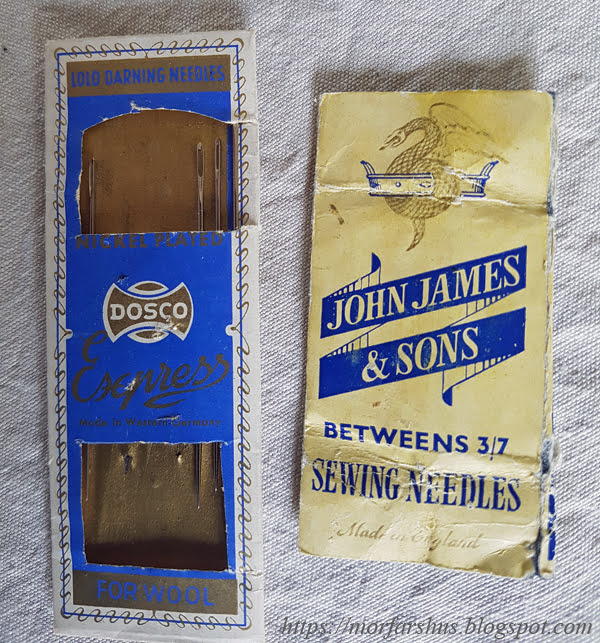 LOLO DARNING NEEDLES
NICKEL PLATED
DOSCO
Express
Made in Western Germany
FOR WOOL
JOHN JAMES
& SONS
BETWEENS 3/7
SEWING NEEDLES
Made in England
https://morfarshus.blogspot.com